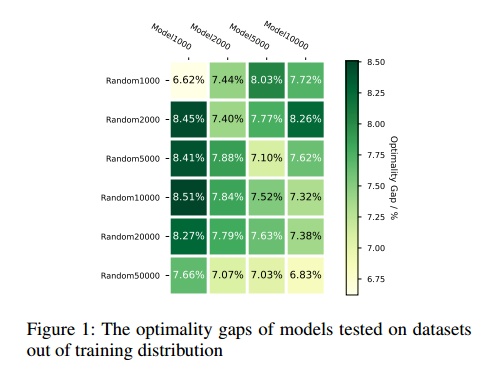 Model1000 Model2000 Model5000 Model10000
Random1000 6.62% 7.44% 8.03% 7.72%
Random2000 8.45% 7.40% 7.77% 8.26%
Random5000 8.41% 7.88% 7.10% 7.62%
Random10000 8.51% 7.84% 7.52% 7.32%
Random20000 8.27% 7.79% 7.63% 7.38%
Random50000 7.66% 7.07% 7.03% 6.83%
8.50
8.25
8.00
7.75
7.50
7.25
7.00
6.75
Optimality Gap / %
Figure 1: The optimality gaps of models tested on datasets
out of training distribution